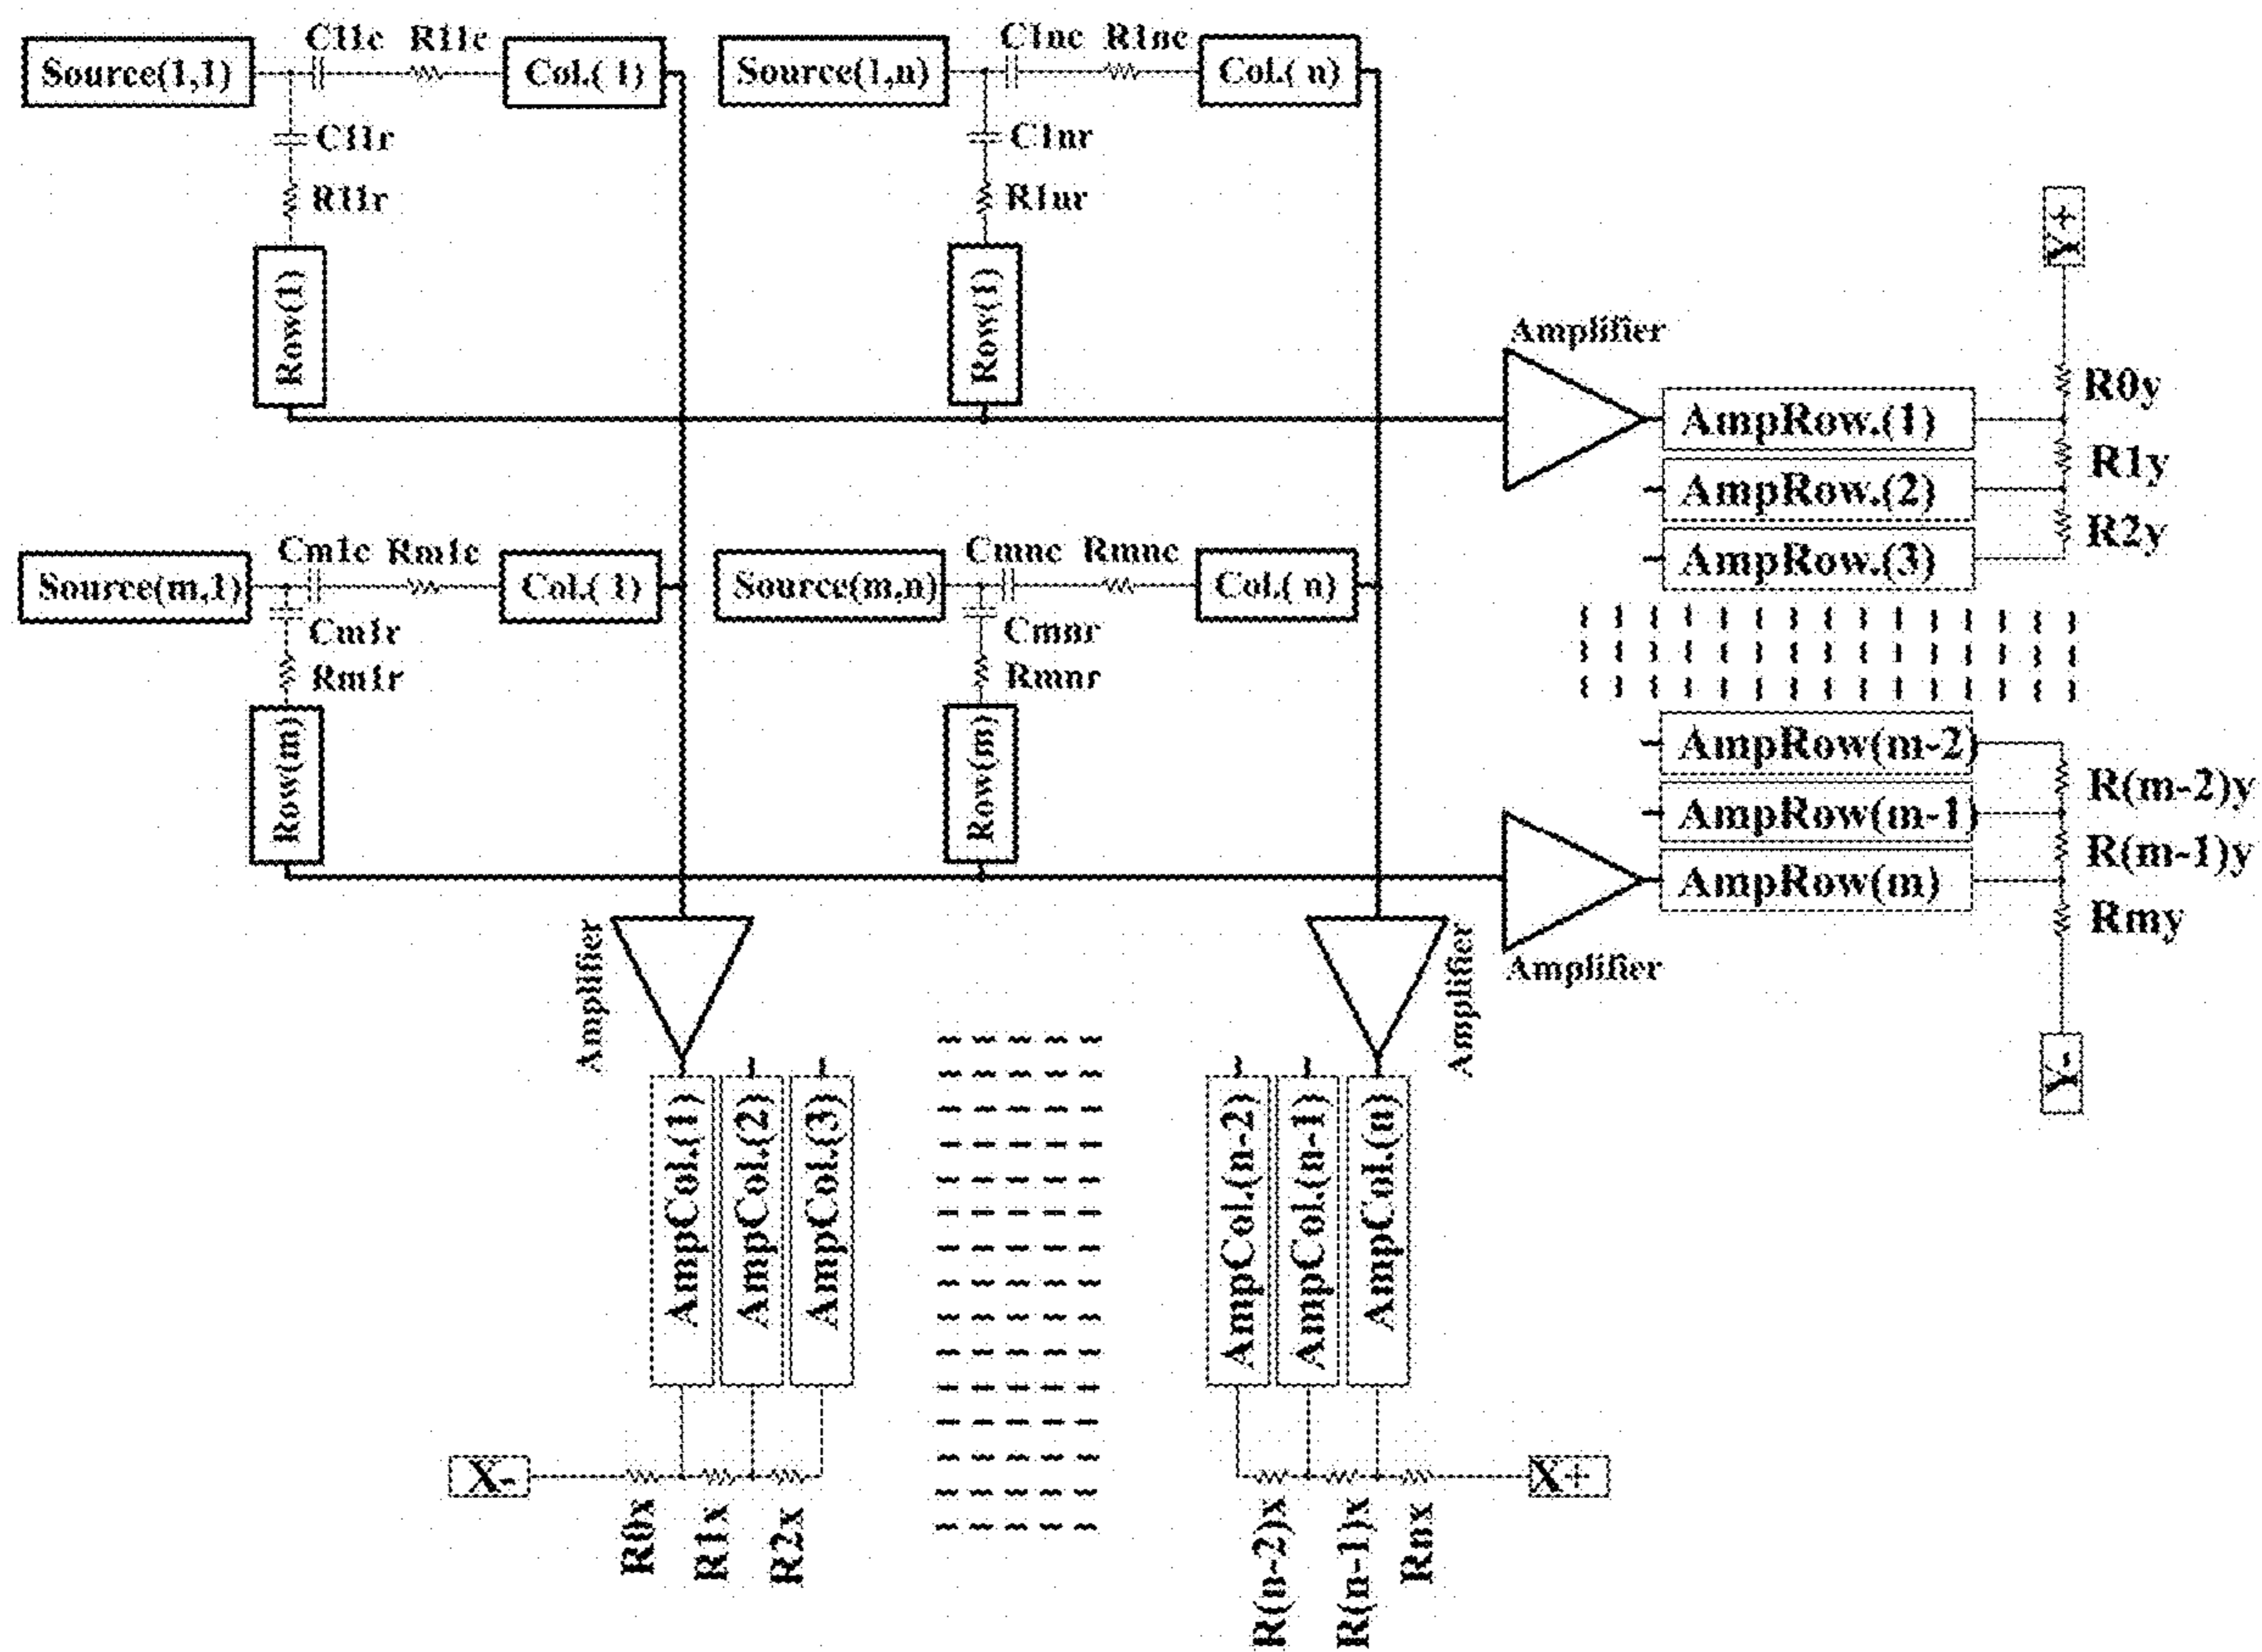 C11c R11c
C1nc R1nc
Source(1,1)
Col.( 1)
Source(1,n)
Col.( n)
C11r
C1nr
R11r
R1nr
Y+
Row(1)
Row(1)
Amplifier
R0y
AmpRow.(1)
R1y
AmpRow.(2)
R2y
AmpRow.(3)
Cm1c Rm1c
Cmnc Rmnc
Source(m,1)
Col.( 1)
Source(m,n)
Col.( n)
Cm1r
Cmnr
Rm1r
Rmnr
Row(m)
Row(m)
AmpRow(m-2)
R(m-2)y
AmpRow(m-1)
R(m-1)y
AmpRow(m)
Rmy
Amplifier
Amplifier
Amplifier
Y-
AmpCol.(1)
AmpCol.(2)
AmpCol.(3)
AmpCol.(n-2)
AmpCol.(n-1)
AmpCol.(n)
X-
X+
R0x
R1x
R2x
R(n-2)x
R(n-1)x
Rnx